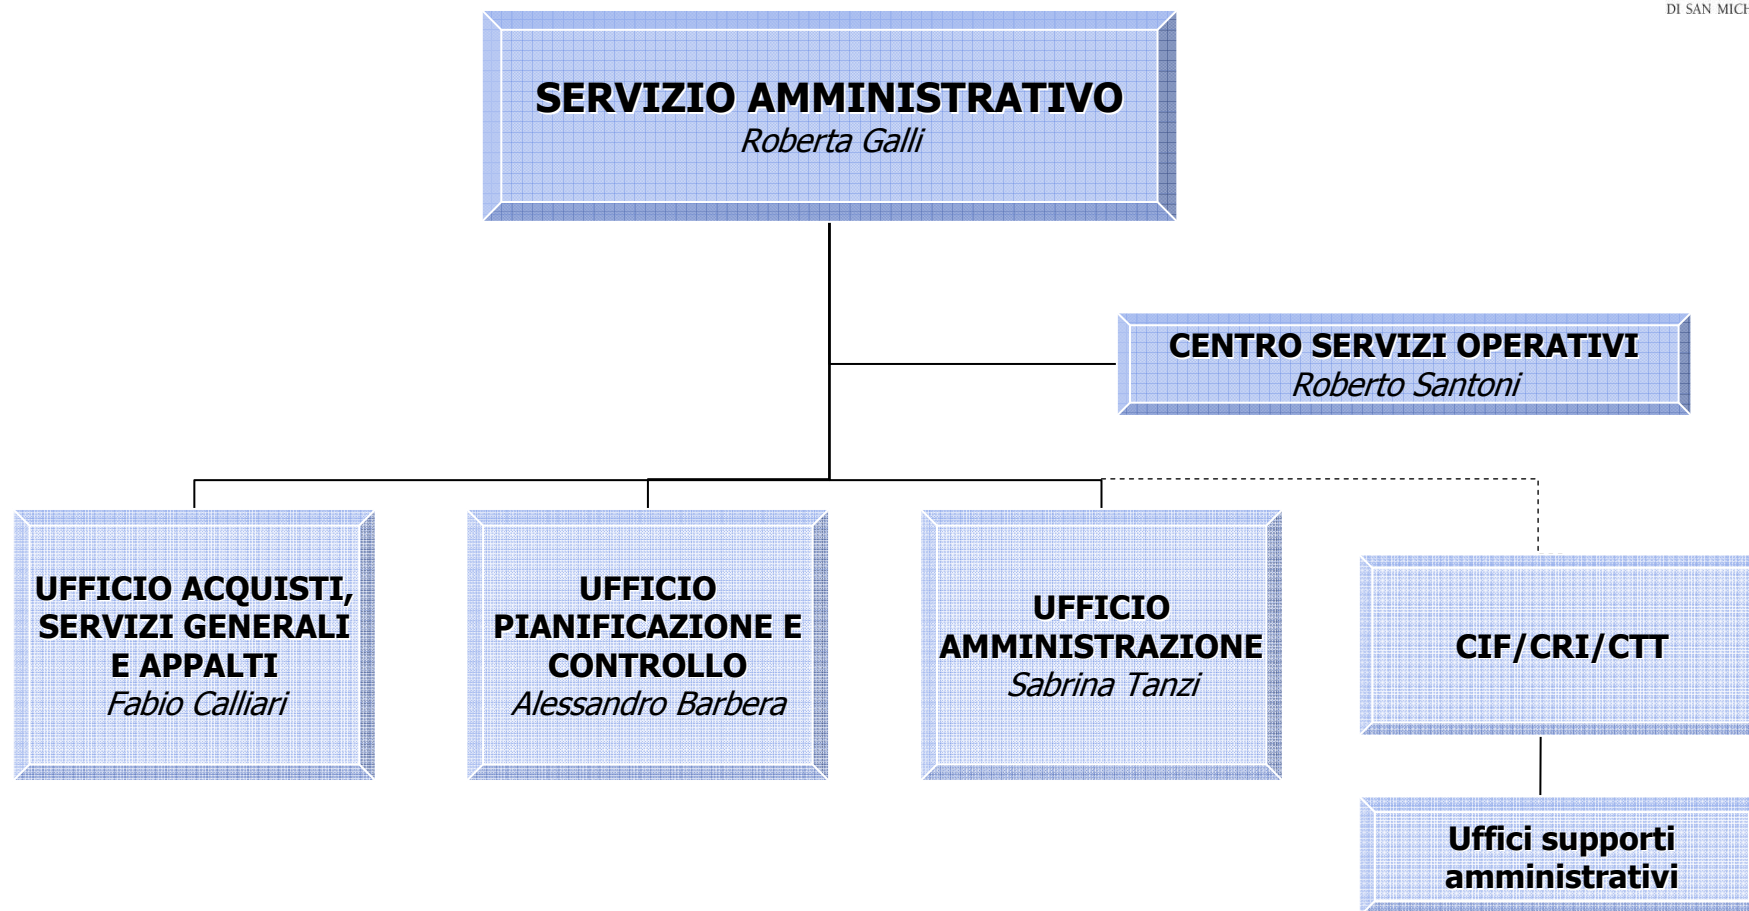 DI SAN MICH
SERVIZIO AMMINISTRATIVO
Roberta Galli
CENTRO SERVIZI OPERATIVI
Roberto Santoni
UFFICIO ACQUISTI,
SERVIZI GENERALI
E APPALTI
Fabio Calliari
UFFICIO
PIANIFICAZIONE E
CONTROLLO
Alessandro Barbera
UFFICIO
AMMINISTRAZIONE
Sabrina Tanzi
CIF/CRI/CTT
Uffici supporti
amministrativi